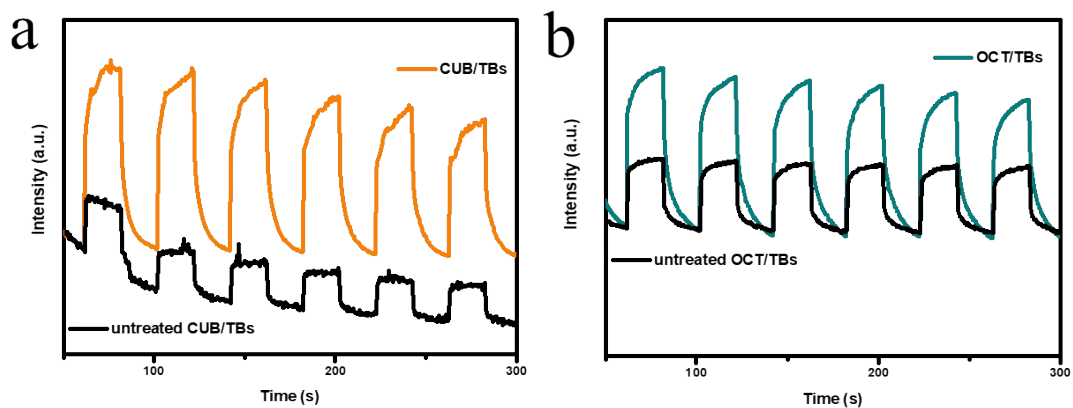 a
CUB/TBs
untreated CUB/TBs
Intensity (a.u.)
100
200
300
Time (s)
b
OCT/TBs
untreated OCT/TBs
Intensity (a.u.)
100
200
300
Time (s)